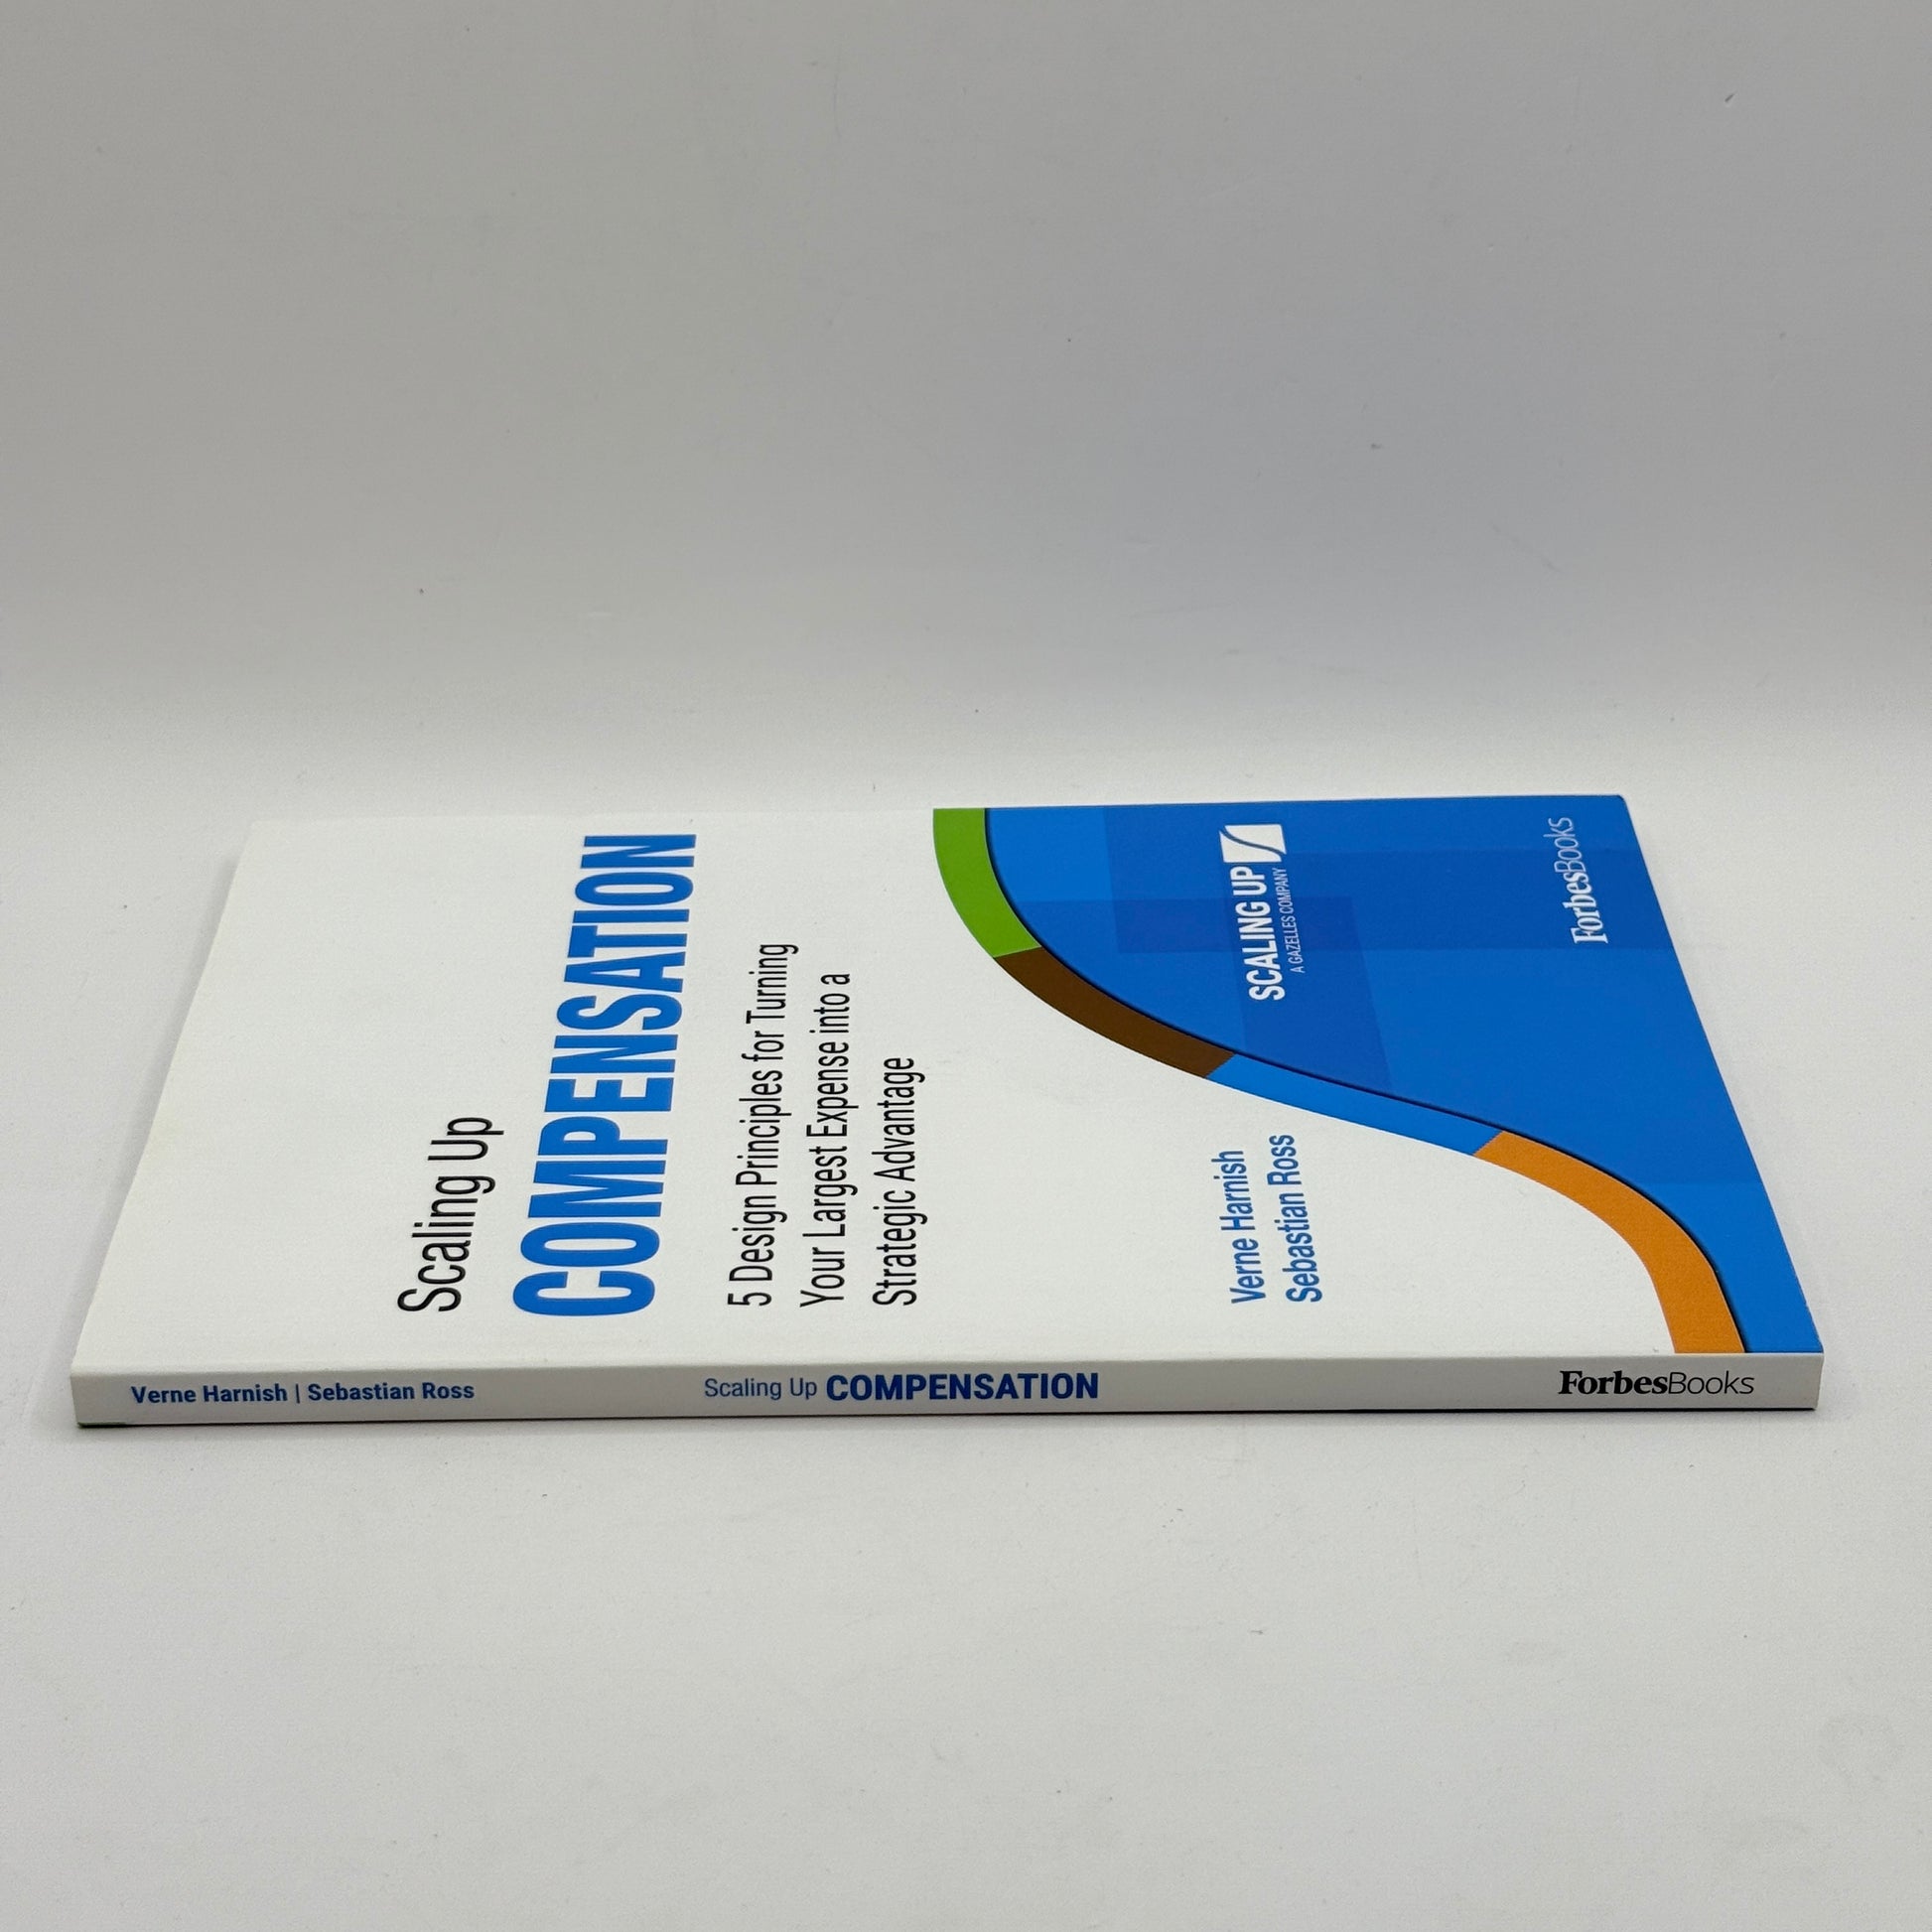 Scaling Up
COMPENSATION
5 Design Principles for Turning
Your Largest Expense into a
Strategic Advantage
Verne Harnish
Sebastian Ross
SCALING UP
A GAZELLES COMPANY
ForbesBooks
Verne Harnish | Sebastian Ross
Scaling Up COMPENSATION
ForbesBooks